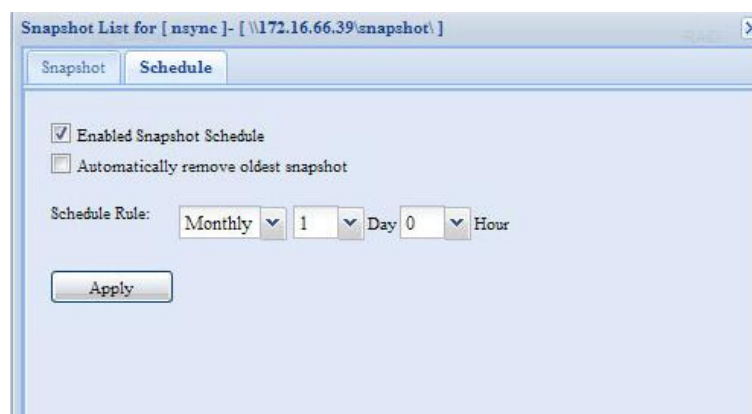 Snapshot List for [ nsync ]- [ \\172.16.66.39\snapshot\ ]
Snapshot Schedule
Enabled Snapshot Schedule
Automatically remove oldest snapshot
Schedule Rule: Monthly 1 Day 0 Hour
Apply